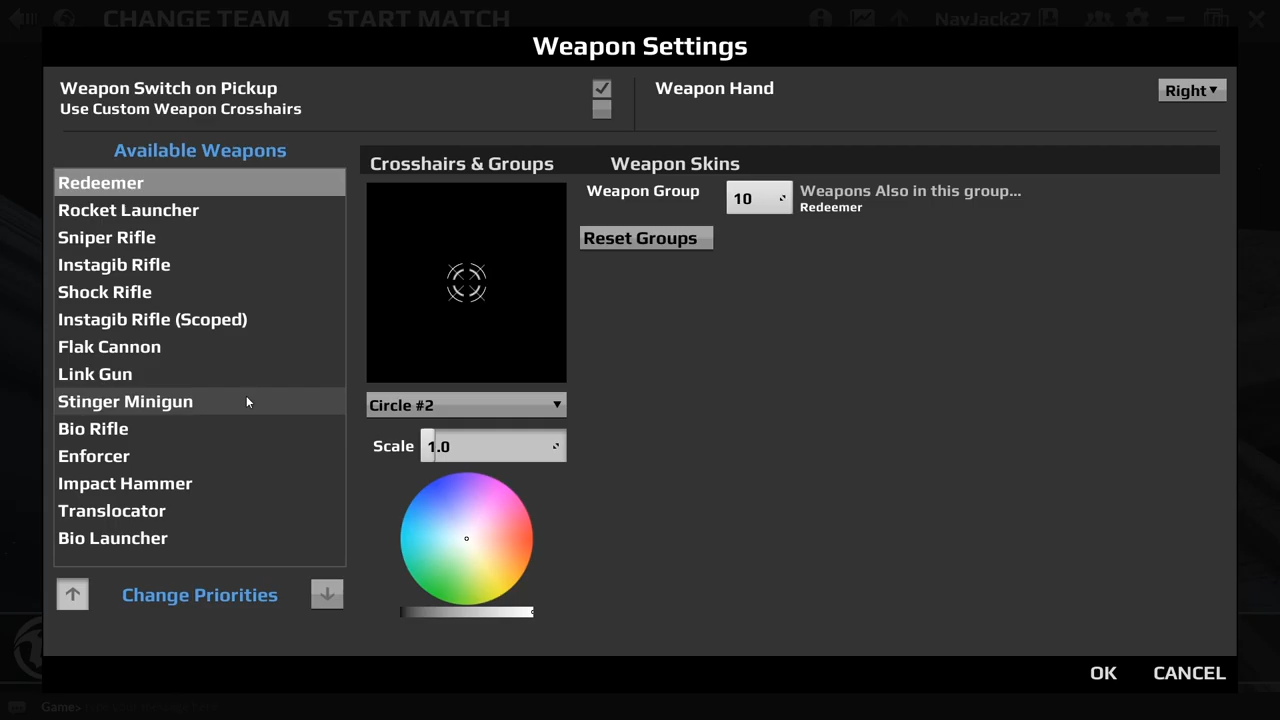 CHANGE TEAM
START MATCH
NavJack27
Weapon Settings
Weapon Switch on Pickup
Use Custom Weapon Crosshairs
Weapon Hand
Right
Available Weapons
Redeemer
Rocket Launcher
Sniper Rifle
Instagib Rifle
Shock Rifle
Instagib Rifle (Scoped)
Flak Cannon
Link Gun
Stinger Minigun
Bio Rifle
Enforcer
Impact Hammer
Translocator
Bio Launcher
Change Priorities
Crosshairs & Groups
Weapon Skins
Circle #2
Scale
1.0
Weapon Group
10
Weapons Also in this group...
Redeemer
Reset Groups
OK
CANCEL
Game>